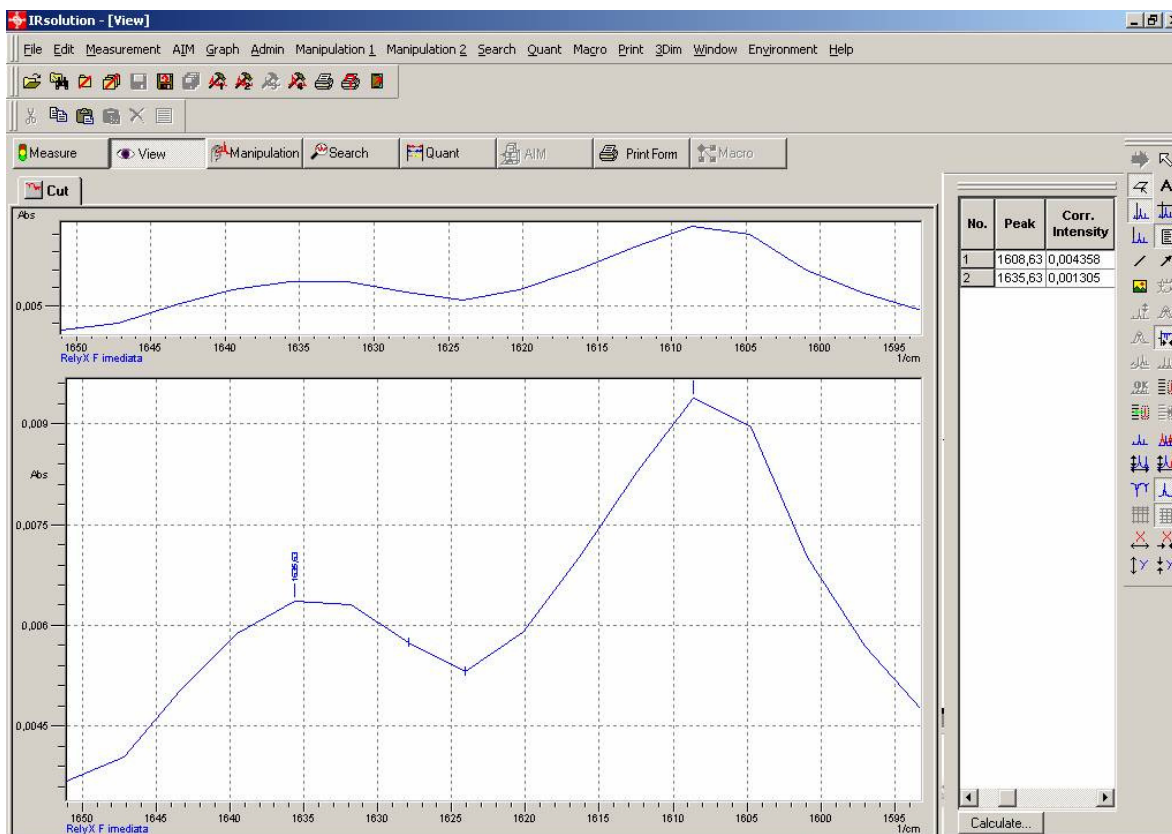 IRsolution - [View]
File Edit Measurement AIM Graph Admin Manipulation 1 Manipulation 2 Search Quant Macro Print 3Dim Window Environment Help
Measure View Manipulation Search Quant AIM Print Form Macro
Cut
Abs
0,005
1650 1645 1640 1635 1630 1625 1620 1615 1610 1605 1600 1595
RelyX F imediata 1/cm
0,009
Abs
0,0075
1635,63
0,006
0,0045
1650 1645 1640 1635 1630 1625 1620 1615 1610 1605 1600 1595
RelyX F imediata 1/cm
No. Peak Corr. Intensity
1 1608,63 0,004358
2 1635,63 0,001305
Calculate...